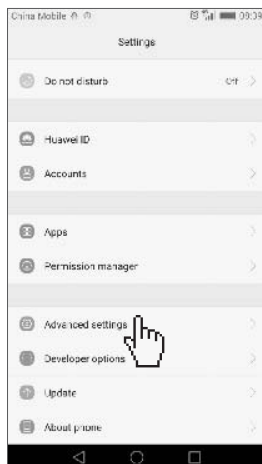 China Mobile 09:39
Settings
Do not disturb Off
Huawei ID
Accounts
Apps
Permission manager
Advanced settings
Developer options
Update
About phone